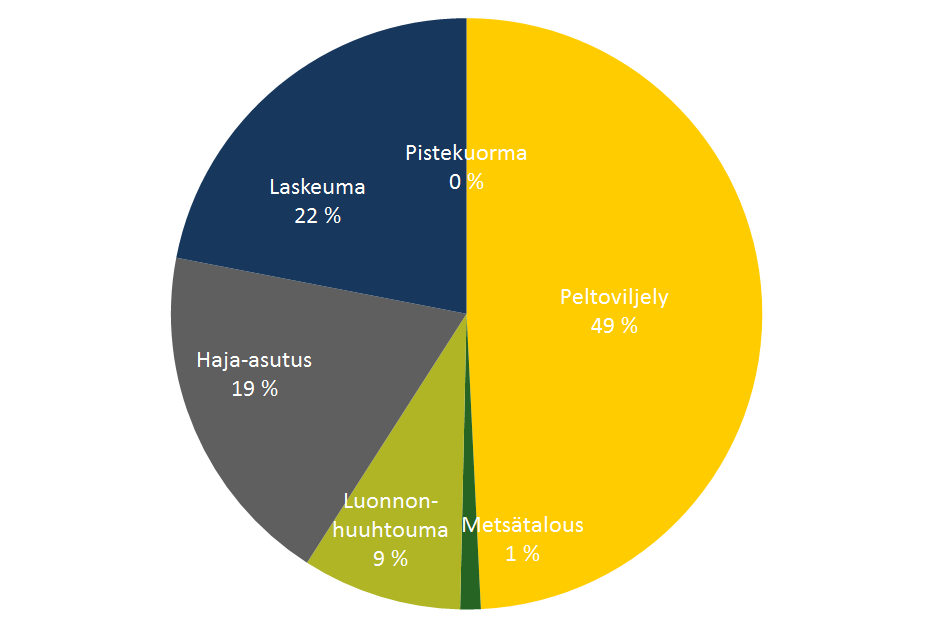 Pistekuorma
0 %
Laskeuma
22 %
Peltoviljely
49 %
Haja-asutus
19 %
Luonnon-
huuhtouma
9 %
Metsätalous
1 %